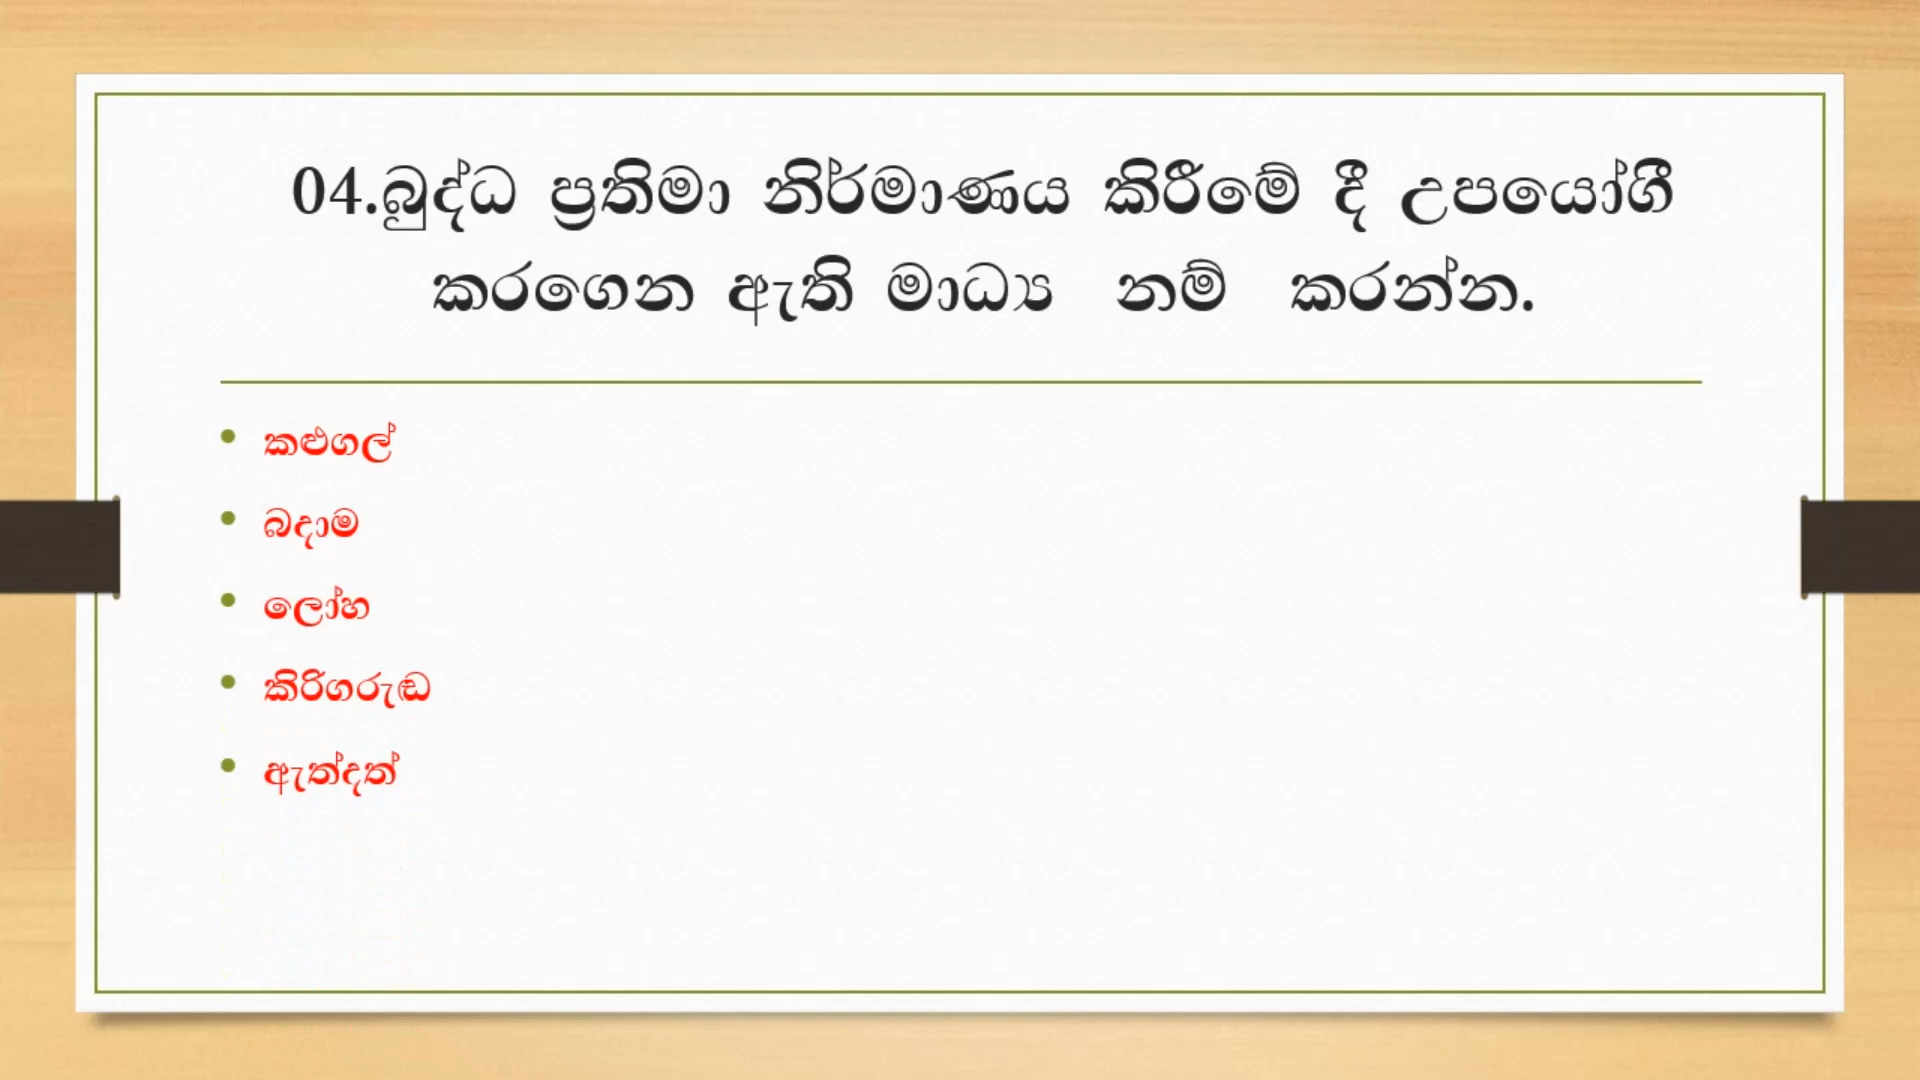 04.බුද්ධ ප්‍රතිමා නිර්මාණය කිරීමේ දී උපයෝගී
කරගෙන ඇති මාධ්‍ය නම් කරන්න.
• කළුගල්
• බදාම
• ලෝහ
• කිරිගරුඬ
• ඇත්දත්